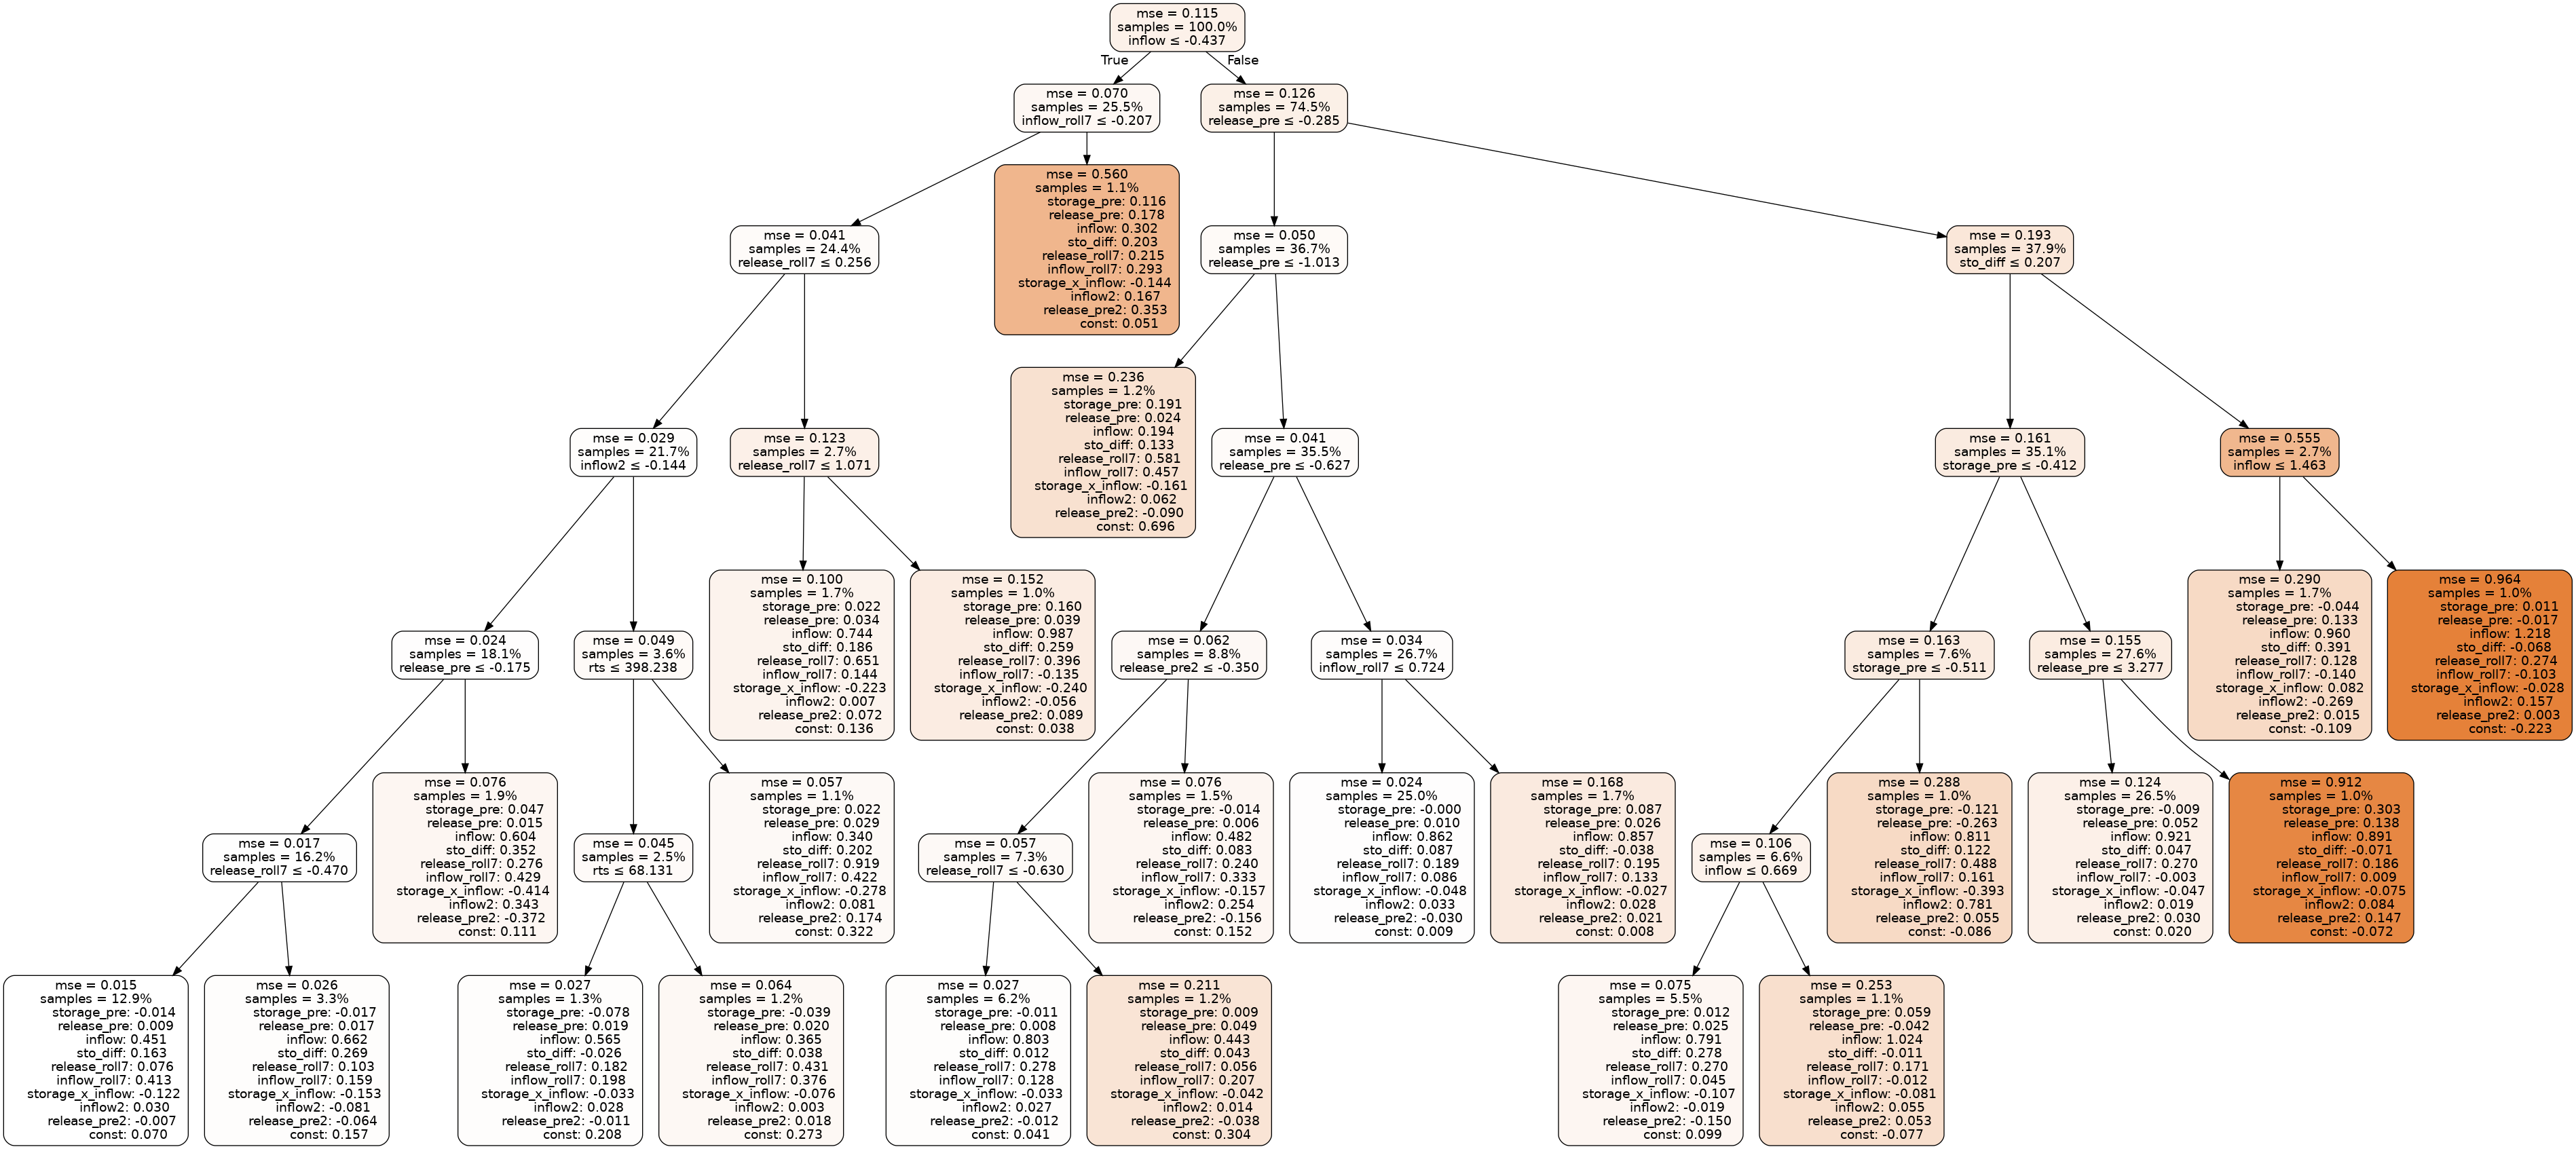 mse = 0.115
samples = 100.0%
inflow ≤ -0.437
True
False
mse = 0.070
samples = 25.5%
inflow_roll7 ≤ -0.207
mse = 0.126
samples = 74.5%
release_pre ≤ -0.285
mse = 0.560
samples = 1.1%
storage_pre: 0.116
release_pre: 0.178
inflow: 0.302
sto_diff: 0.203
release_roll7: 0.215
inflow_roll7: 0.293
storage_x_inflow: -0.144
inflow2: 0.167
release_pre2: 0.353
const: 0.051
mse = 0.041
samples = 24.4%
release_roll7 ≤ 0.256
mse = 0.050
samples = 36.7%
release_pre ≤ -1.013
mse = 0.193
samples = 37.9%
sto_diff ≤ 0.207
mse = 0.236
samples = 1.2%
storage_pre: 0.191
release_pre: 0.024
inflow: 0.194
sto_diff: 0.133
release_roll7: 0.581
inflow_roll7: 0.457
storage_x_inflow: -0.161
inflow2: 0.062
release_pre2: -0.090
const: 0.696
mse = 0.029
samples = 21.7%
inflow2 ≤ -0.144
mse = 0.123
samples = 2.7%
release_roll7 ≤ 1.071
mse = 0.041
samples = 35.5%
release_pre ≤ -0.627
mse = 0.161
samples = 35.1%
storage_pre ≤ -0.412
mse = 0.555
samples = 2.7%
inflow ≤ 1.463
mse = 0.100
samples = 1.7%
storage_pre: 0.022
release_pre: 0.034
inflow: 0.744
sto_diff: 0.186
release_roll7: 0.651
inflow_roll7: 0.144
storage_x_inflow: -0.223
inflow2: 0.007
release_pre2: 0.072
const: 0.136
mse = 0.152
samples = 1.0%
storage_pre: 0.160
release_pre: 0.039
inflow: 0.987
sto_diff: 0.259
release_roll7: 0.396
inflow_roll7: -0.135
storage_x_inflow: -0.240
inflow2: -0.056
release_pre2: 0.089
const: 0.038
mse = 0.290
samples = 1.7%
storage_pre: -0.044
release_pre: 0.133
inflow: 0.960
sto_diff: 0.391
release_roll7: 0.128
inflow_roll7: -0.140
storage_x_inflow: 0.082
inflow2: -0.269
release_pre2: 0.015
const: -0.109
mse = 0.964
samples = 1.0%
storage_pre: 0.011
release_pre: -0.017
inflow: 1.218
sto_diff: -0.068
release_roll7: 0.274
inflow_roll7: -0.103
storage_x_inflow: -0.028
inflow2: 0.157
release_pre2: 0.003
const: -0.223
mse = 0.024
samples = 18.1%
release_pre ≤ -0.175
mse = 0.049
samples = 3.6%
rts ≤ 398.238
mse = 0.062
samples = 8.8%
release_pre2 ≤ -0.350
mse = 0.034
samples = 26.7%
inflow_roll7 ≤ 0.724
mse = 0.163
samples = 7.6%
storage_pre ≤ -0.511
mse = 0.155
samples = 27.6%
release_pre ≤ 3.277
mse = 0.017
samples = 16.2%
release_roll7 ≤ -0.470
mse = 0.076
samples = 1.9%
storage_pre: 0.047
release_pre: 0.015
inflow: 0.604
sto_diff: 0.352
release_roll7: 0.276
inflow_roll7: 0.429
storage_x_inflow: -0.414
inflow2: 0.343
release_pre2: -0.372
const: 0.111
mse = 0.045
samples = 2.5%
rts ≤ 68.131
mse = 0.057
samples = 1.1%
storage_pre: 0.022
release_pre: 0.029
inflow: 0.340
sto_diff: 0.202
release_roll7: 0.919
inflow_roll7: 0.422
storage_x_inflow: -0.278
inflow2: 0.081
release_pre2: 0.174
const: 0.322
mse = 0.057
samples = 7.3%
release_roll7 ≤ -0.630
mse = 0.076
samples = 1.5%
storage_pre: -0.014
release_pre: 0.006
inflow: 0.482
sto_diff: 0.083
release_roll7: 0.240
inflow_roll7: 0.333
storage_x_inflow: -0.157
inflow2: 0.254
release_pre2: -0.156
const: 0.152
mse = 0.024
samples = 25.0%
storage_pre: -0.000
release_pre: 0.010
inflow: 0.862
sto_diff: 0.087
release_roll7: 0.189
inflow_roll7: 0.086
storage_x_inflow: -0.048
inflow2: 0.033
release_pre2: -0.030
const: 0.009
mse = 0.168
samples = 1.7%
storage_pre: 0.087
release_pre: 0.026
inflow: 0.857
sto_diff: -0.038
release_roll7: 0.195
inflow_roll7: 0.133
storage_x_inflow: -0.027
inflow2: 0.028
release_pre2: 0.021
const: 0.008
mse = 0.106
samples = 6.6%
inflow ≤ 0.669
mse = 0.288
samples = 1.0%
storage_pre: -0.121
release_pre: -0.263
inflow: 0.811
sto_diff: 0.122
release_roll7: 0.488
inflow_roll7: 0.161
storage_x_inflow: -0.393
inflow2: 0.781
release_pre2: 0.055
const: -0.086
mse = 0.124
samples = 26.5%
storage_pre: -0.009
release_pre: 0.052
inflow: 0.921
sto_diff: 0.047
release_roll7: 0.270
inflow_roll7: -0.003
storage_x_inflow: -0.047
inflow2: 0.019
release_pre2: 0.030
const: 0.020
mse = 0.912
samples = 1.0%
storage_pre: 0.303
release_pre: 0.138
inflow: 0.891
sto_diff: -0.071
release_roll7: 0.186
inflow_roll7: 0.009
storage_x_inflow: -0.075
inflow2: 0.084
release_pre2: 0.147
const: -0.072
mse = 0.015
samples = 12.9%
storage_pre: -0.014
release_pre: 0.009
inflow: 0.451
sto_diff: 0.163
release_roll7: 0.076
inflow_roll7: 0.413
storage_x_inflow: -0.122
inflow2: 0.030
release_pre2: -0.007
const: 0.070
mse = 0.026
samples = 3.3%
storage_pre: -0.017
release_pre: 0.017
inflow: 0.662
sto_diff: 0.269
release_roll7: 0.103
inflow_roll7: 0.159
storage_x_inflow: -0.153
inflow2: -0.081
release_pre2: -0.064
const: 0.157
mse = 0.027
samples = 1.3%
storage_pre: -0.078
release_pre: 0.019
inflow: 0.565
sto_diff: -0.026
release_roll7: 0.182
inflow_roll7: 0.198
storage_x_inflow: -0.033
inflow2: 0.028
release_pre2: -0.011
const: 0.208
mse = 0.064
samples = 1.2%
storage_pre: -0.039
release_pre: 0.020
inflow: 0.365
sto_diff: 0.038
release_roll7: 0.431
inflow_roll7: 0.376
storage_x_inflow: -0.076
inflow2: 0.003
release_pre2: 0.018
const: 0.273
mse = 0.027
samples = 6.2%
storage_pre: -0.011
release_pre: 0.008
inflow: 0.803
sto_diff: 0.012
release_roll7: 0.278
inflow_roll7: 0.128
storage_x_inflow: -0.033
inflow2: 0.027
release_pre2: -0.012
const: 0.041
mse = 0.211
samples = 1.2%
storage_pre: 0.009
release_pre: 0.049
inflow: 0.443
sto_diff: 0.043
release_roll7: 0.056
inflow_roll7: 0.207
storage_x_inflow: -0.042
inflow2: 0.014
release_pre2: -0.038
const: 0.304
mse = 0.075
samples = 5.5%
storage_pre: 0.012
release_pre: 0.025
inflow: 0.791
sto_diff: 0.278
release_roll7: 0.270
inflow_roll7: 0.045
storage_x_inflow: -0.107
inflow2: -0.019
release_pre2: -0.150
const: 0.099
mse = 0.253
samples = 1.1%
storage_pre: 0.059
release_pre: -0.042
inflow: 1.024
sto_diff: -0.011
release_roll7: 0.171
inflow_roll7: -0.012
storage_x_inflow: -0.081
inflow2: 0.055
release_pre2: 0.053
const: -0.077